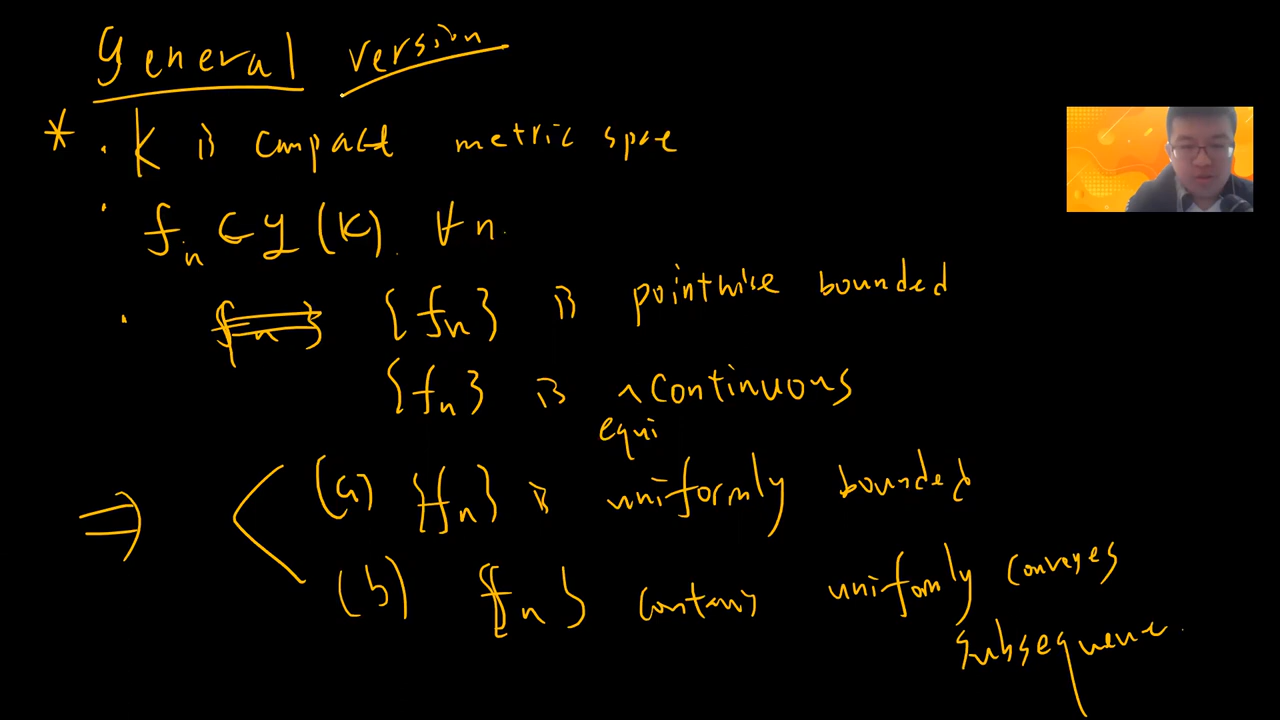 General version
* · K is compact metric space
· fn ∈ y (K). ∀n.
· {fn} is pointwise bounded
{fn} is ^ continuous
equi
⇒ (a) {fn} is uniformly bounded
(b) {fn} contains uniformly converges
subsequence.